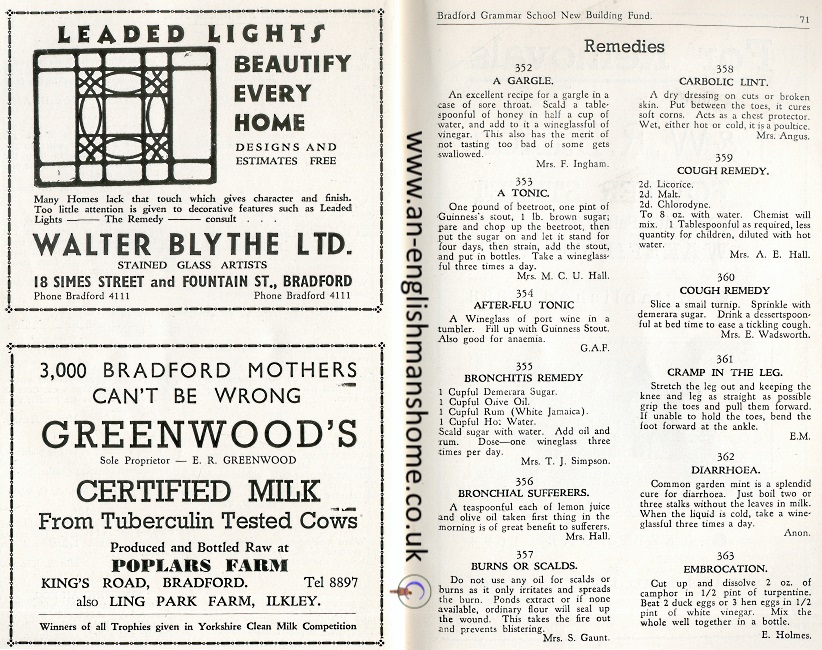 LEADED LIGHTS
BEAUTIFY
EVERY
HOME
DESIGNS AND
ESTIMATES FREE
Many Homes lack that touch which gives character and finish.
Too little attention is given to decorative features such as Leaded
Lights ——— The Remedy ——— consult . . .
WALTER BLYTHE LTD.
STAINED GLASS ARTISTS
18 SIMES STREET and FOUNTAIN ST., BRADFORD
Phone Bradford 4111 Phone Bradford 4111
3,000 BRADFORD MOTHERS
CAN'T BE WRONG
GREENWOOD'S
Sole Proprietor — E. R. GREENWOOD
CERTIFIED MILK
From Tuberculin Tested Cows
Produced and Bottled Raw at
POPLARS FARM
KING'S ROAD, BRADFORD. Tel 8897
also LING PARK FARM, ILKLEY.
Winners of all Trophies given in Yorkshire Clean Milk Competition
www.an-englishmanshome.co.uk
Bradford Grammar School New Building Fund. 71
Remedies
352
A GARGLE.
An excellent recipe for a gargle in a
case of sore throat. Scald a table-
spoonful of honey in half a cup of
water, and add to it a wineglassful of
vinegar. This also has the merit of
not tasting too bad of some gets
swallowed.
Mrs. F. Ingham.
353
A TONIC.
One pound of beetroot, one pint of
Guinness's stout, 1 lb. brown sugar;
pare and chop up the beetroot, then
put the sugar on and let it stand for
four days, then strain, add the stout,
and put in bottles. Take a wineglass-
ful three times a day.
Mrs. M. C. U. Hall.
354
AFTER-FLU TONIC
A Wineglass of port wine in a
tumbler. Fill up with Guinness Stout.
Also good for anaemia.
G.A.F.
355
BRONCHITIS REMEDY
1 Cupful Demerara Sugar.
1 Cupful Olive Oil.
1 Cupful Rum (White Jamaica).
1 Cupful Hot Water.
Scald sugar with water. Add oil and
rum. Dose—one wineglass three
times per day.
Mrs. T. J. Simpson.
356
BRONCHIAL SUFFERERS.
A teaspoonful each of lemon juice
and olive oil taken first thing in the
morning is of great benefit to sufferers.
Mrs. Hall.
357
BURNS OR SCALDS.
Do not use any oil for scalds or
burns as it only irritates and spreads
the burn. Ponds extract or if none
available, ordinary flour will seal up
the wound. This takes the fire out
and prevents blistering.
Mrs. S. Gaunt.
358
CARBOLIC LINT.
A dry dressing on cuts or broken
skin. Put between the toes, it cures
soft corns. Acts as a chest protector.
Wet, either hot or cold, it is a poultice.
Mrs. Angus.
359
COUGH REMEDY.
2d. Licorice.
2d. Malt.
2d. Chlorodyne.
To 8 oz. with water. Chemist will
mix. 1 Tablespoonful as required, less
quantity for children, diluted with hot
water.
Mrs. A. E. Hall.
360
COUGH REMEDY
Slice a small turnip. Sprinkle with
demerara sugar. Drink a dessertspoon-
ful at bed time to ease a tickling cough.
Mrs. E. Wadsworth.
361
CRAMP IN THE LEG.
Stretch the leg out and keeping the
knee and leg as straight as possible
grip the toes and pull them forward.
If unable to hold the toes, bend the
foot forward at the ankle.
E.M.
362
DIARRHOEA.
Common garden mint is a splendid
cure for diarrhoea. Just boil two or
three stalks without the leaves in milk.
When the liquid is cold, take a wine-
glassful three times a day.
Anon.
363
EMBROCATION.
Cut up and dissolve 2 oz. of
camphor in 1/2 pint of turpentine.
Beat 2 duck eggs or 3 hen eggs in 1/2
pint of white vinegar. Mix the
whole well together in a bottle.
E. Holmes.